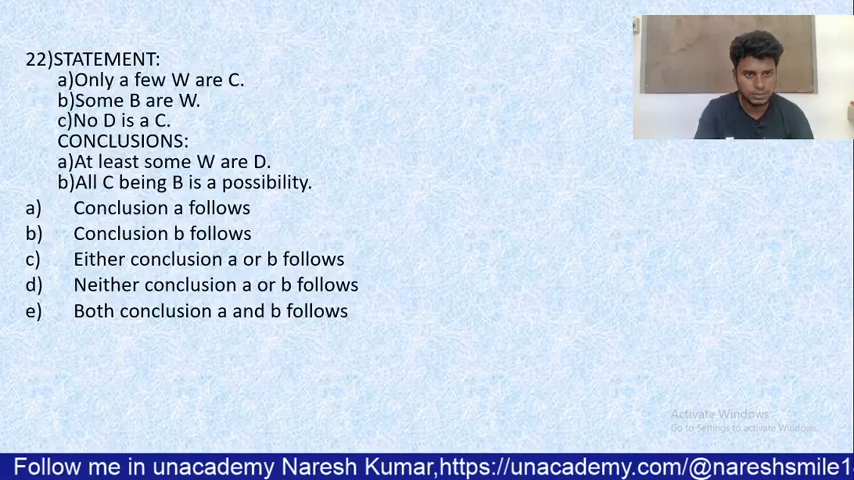 22)STATEMENT:
a)Only a few W are C.
b)Some B are W.
c)No D is a C.
CONCLUSIONS:
a)At least some W are D.
b)All C being B is a possibility.
a) Conclusion a follows
b) Conclusion b follows
c) Either conclusion a or b follows
d) Neither conclusion a or b follows
e) Both conclusion a and b follows
Activate Windows
Go to Settings to activate Windows.
Follow me in unacademy Naresh Kumar,https://unacademy.com/@nareshsmile1